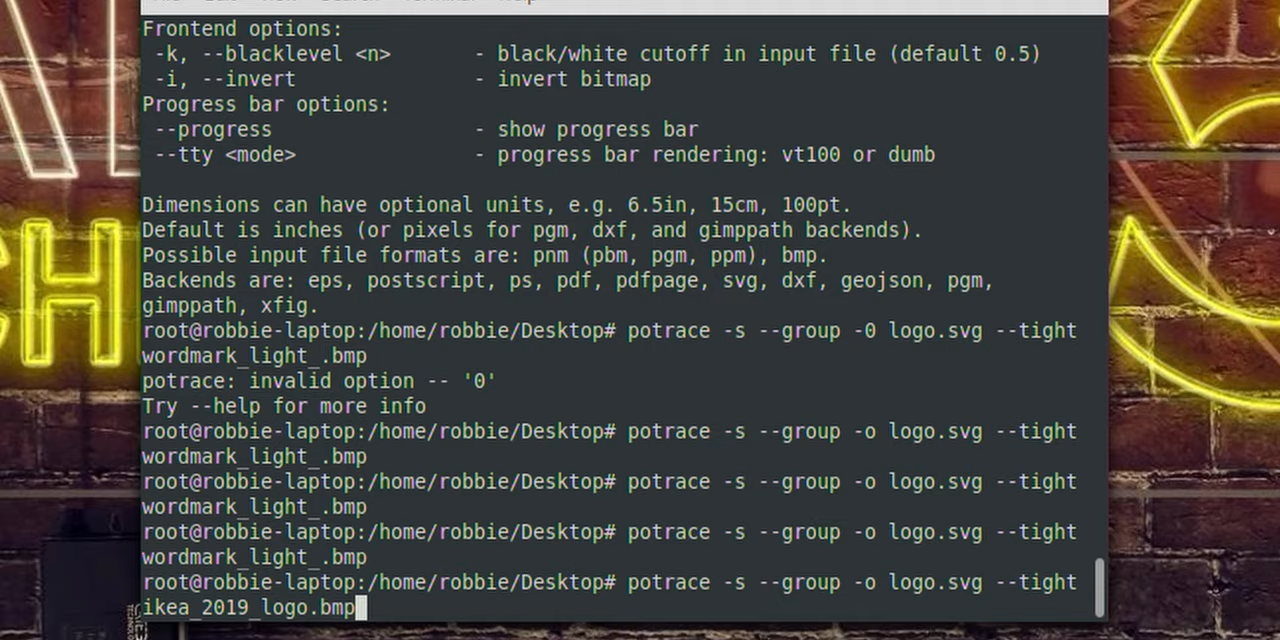 Frontend options:
-k, --blacklevel <n> - black/white cutoff in input file (default 0.5)
-i, --invert - invert bitmap
Progress bar options:
--progress - show progress bar
--tty <mode> - progress bar rendering: vt100 or dumb
Dimensions can have optional units, e.g. 6.5in, 15cm, 100pt.
Default is inches (or pixels for pgm, dxf, and gimppath backends).
Possible input file formats are: pnm (pbm, pgm, ppm), bmp.
Backends are: eps, postscript, ps, pdf, pdfpage, svg, dxf, geojson, pgm,
gimppath, xfig.
root@robbie-laptop:/home/robbie/Desktop# potrace -s --group -0 logo.svg --tight
wordmark_light_.bmp
potrace: invalid option -- '0'
Try --help for more info
root@robbie-laptop:/home/robbie/Desktop# potrace -s --group -o logo.svg --tight
wordmark_light_.bmp
root@robbie-laptop:/home/robbie/Desktop# potrace -s --group -o logo.svg --tight
wordmark_light_.bmp
root@robbie-laptop:/home/robbie/Desktop# potrace -s --group -o logo.svg --tight
wordmark_light_.bmp
root@robbie-laptop:/home/robbie/Desktop# potrace -s --group -o logo.svg --tight
ikea_2019_logo.bmp
CH